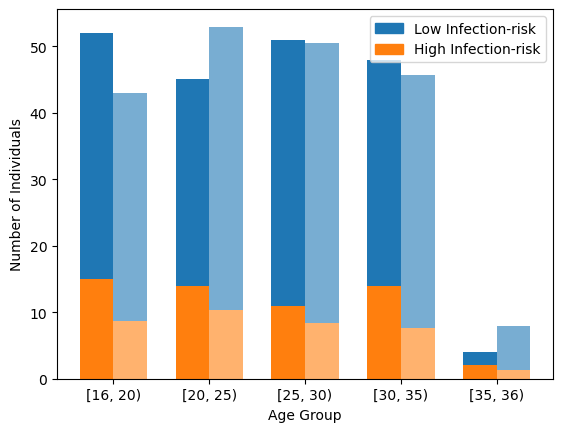 Low Infection-risk
High Infection-risk
50
40
30
20
10
0
Number of Individuals
[16, 20)
[20, 25)
[25, 30)
[30, 35)
[35, 36)
Age Group